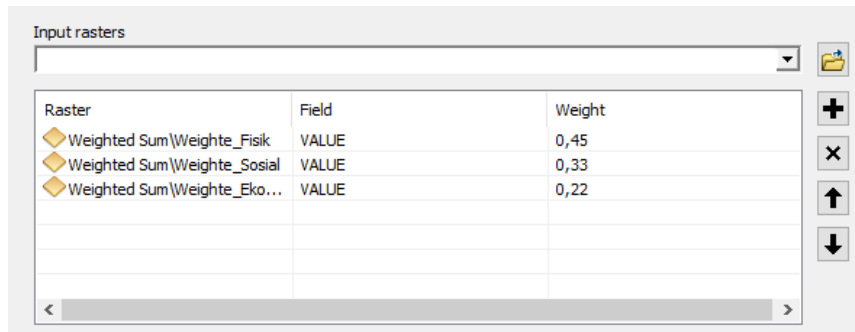 Input rasters
Raster Field Weight
Weighted Sum\Weighte_Fisik VALUE 0,45
Weighted Sum\Weighte_Sosial VALUE 0,33
Weighted Sum\Weighte_Eko... VALUE 0,22